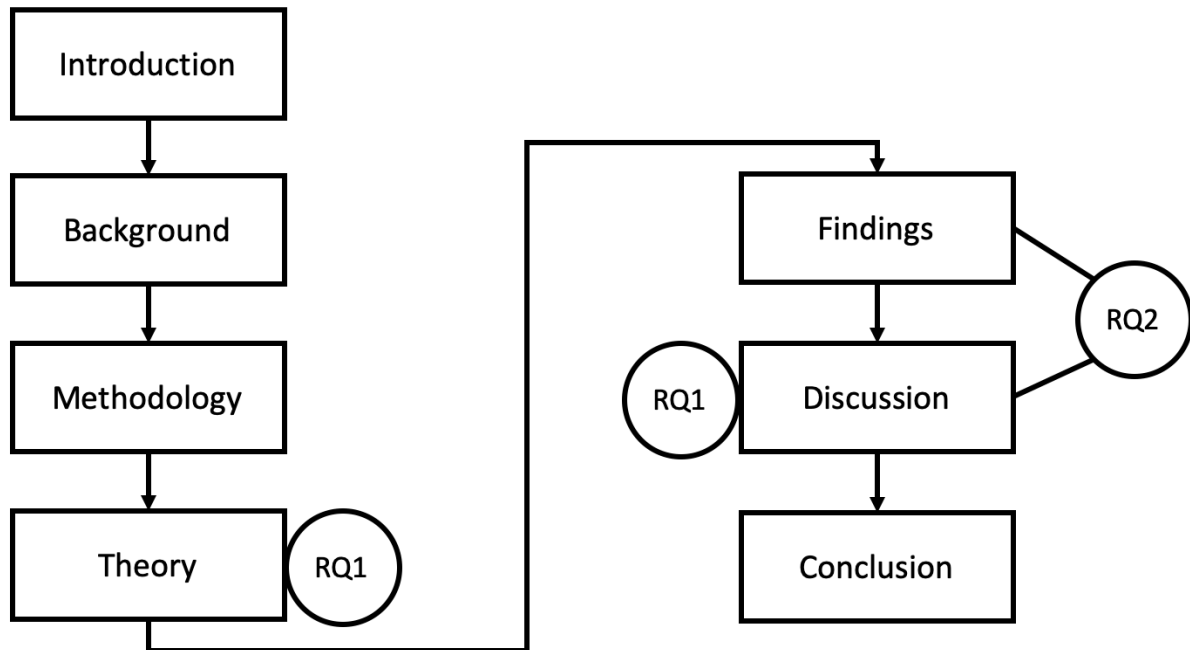 Introduction
Background
Methodology
Theory
RQ1
Findings
RQ2
RQ1
Discussion
Conclusion